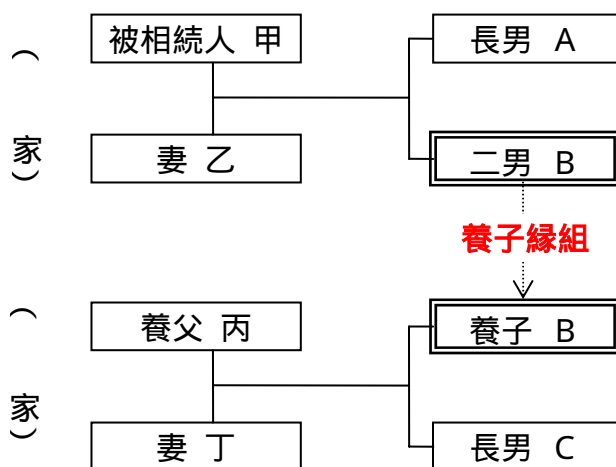 被相続人 甲
長男 A
( 家)
妻 乙
二男 B
養子縁組
養父 丙
養子 B
( 家)
妻 丁
長男 C